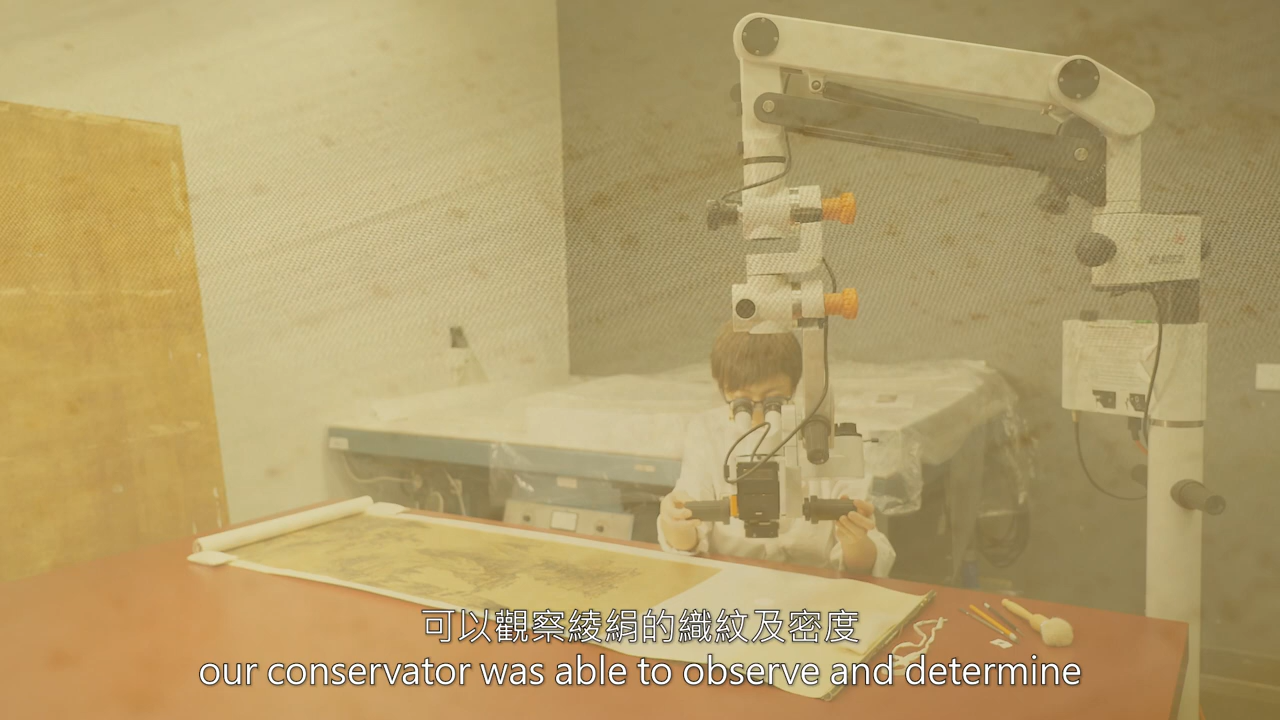 可以觀察綾絹的織紋及密度
our conservator was able to observe and determine